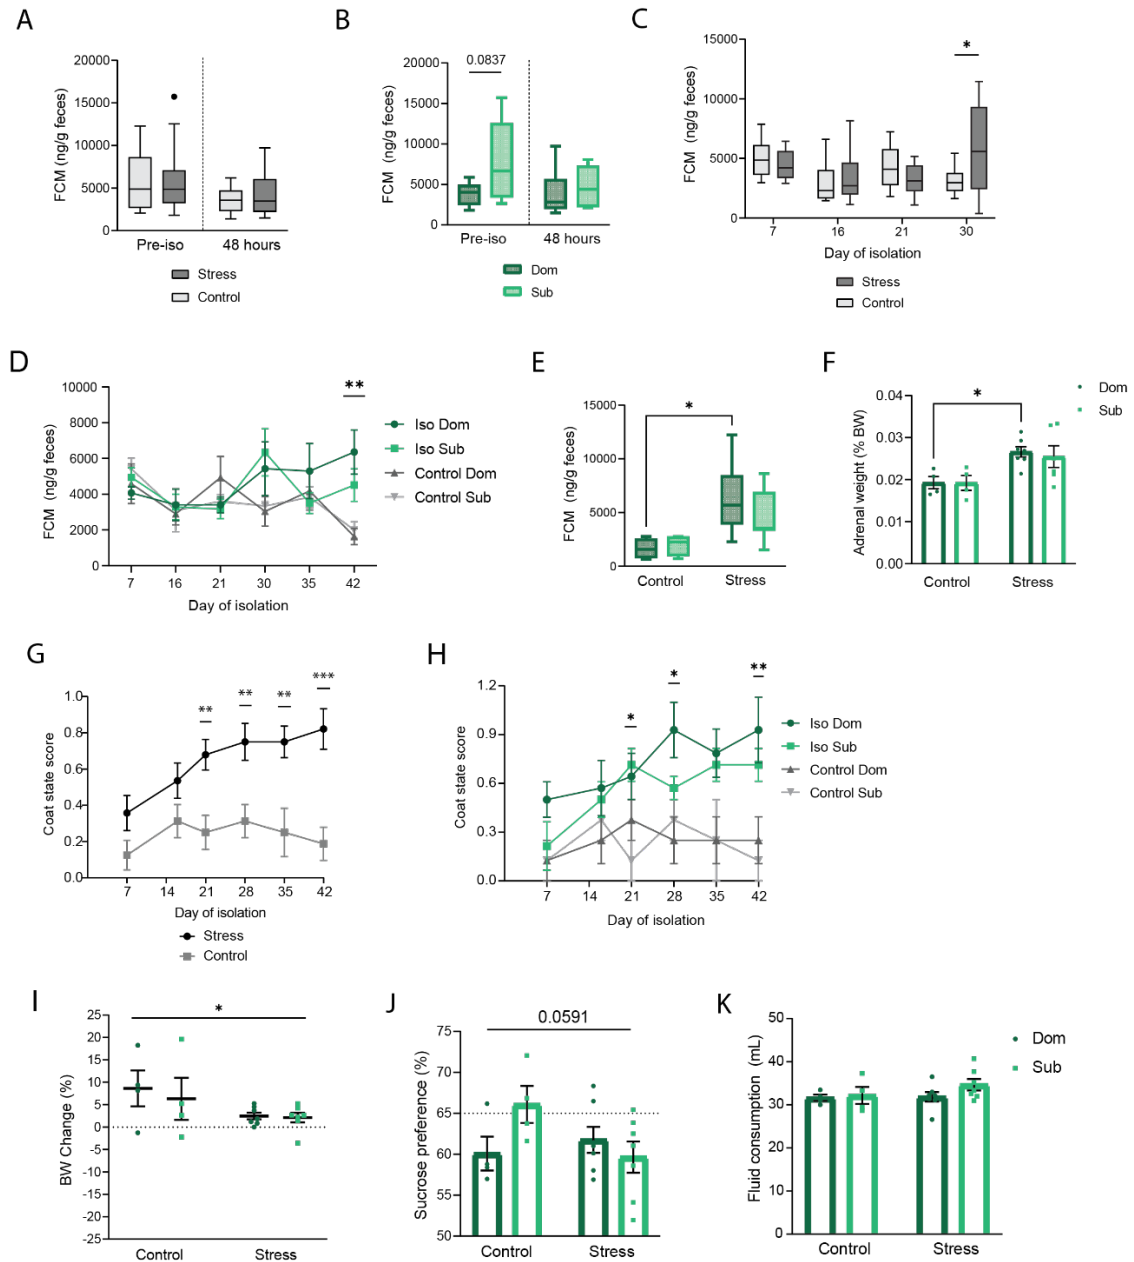 A
FCM (ng/g feces)
20000
15000
10000
5000
0
Pre-iso
48 hours
Stress
Control
B
FCM (ng/g feces)
20000
15000
10000
5000
0
0.0837
Pre-iso
48 hours
Dom
Sub
C
FCM (ng/g feces)
15000
10000
5000
0
*
7
16
21
30
Day of isolation
Stress
Control
D
FCM (ng/g feces)
10000
8000
6000
4000
2000
0
**
7
16
21
30
35
42
Day of isolation
Iso Dom
Iso Sub
Control Dom
Control Sub
E
FCM (ng/g feces)
15000
10000
5000
0
*
Control
Stress
F
Adrenal weight (% BW)
0.04
0.03
0.02
0.01
0.00
*
Control
Stress
Dom
Sub
G
Coat state score
1.0
0.8
0.6
0.4
0.2
0.0
**
**
**
***
7
14
21
28
35
42
Day of isolation
Stress
Control
H
Coat state score
1.2
0.9
0.6
0.3
0.0
*
*
**
7
14
21
28
35
42
Day of isolation
Iso Dom
Iso Sub
Control Dom
Control Sub
I
BW Change (%)
25
20
15
10
5
0
-5
-10
-15
-20
-25
*
Control
Stress
J
Sucrose preference (%)
75
70
65
60
55
50
0.0591
Control
Stress
K
Fluid consumption (mL)
50
40
30
20
10
0
Control
Stress
Dom
Sub